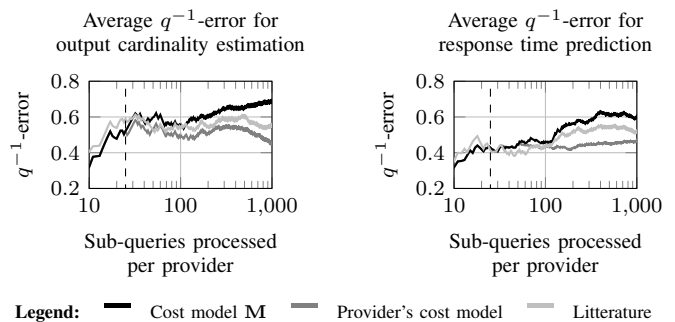 Average q⁻¹-error for
output cardinality estimation
q⁻¹-error
0.8
0.6
0.4
0.2
10
100
1,000
Sub-queries processed
per provider
Average q⁻¹-error for
response time prediction
q⁻¹-error
0.8
0.6
0.4
0.2
10
100
1,000
Sub-queries processed
per provider
Legend: Cost model M Provider's cost model Litterature